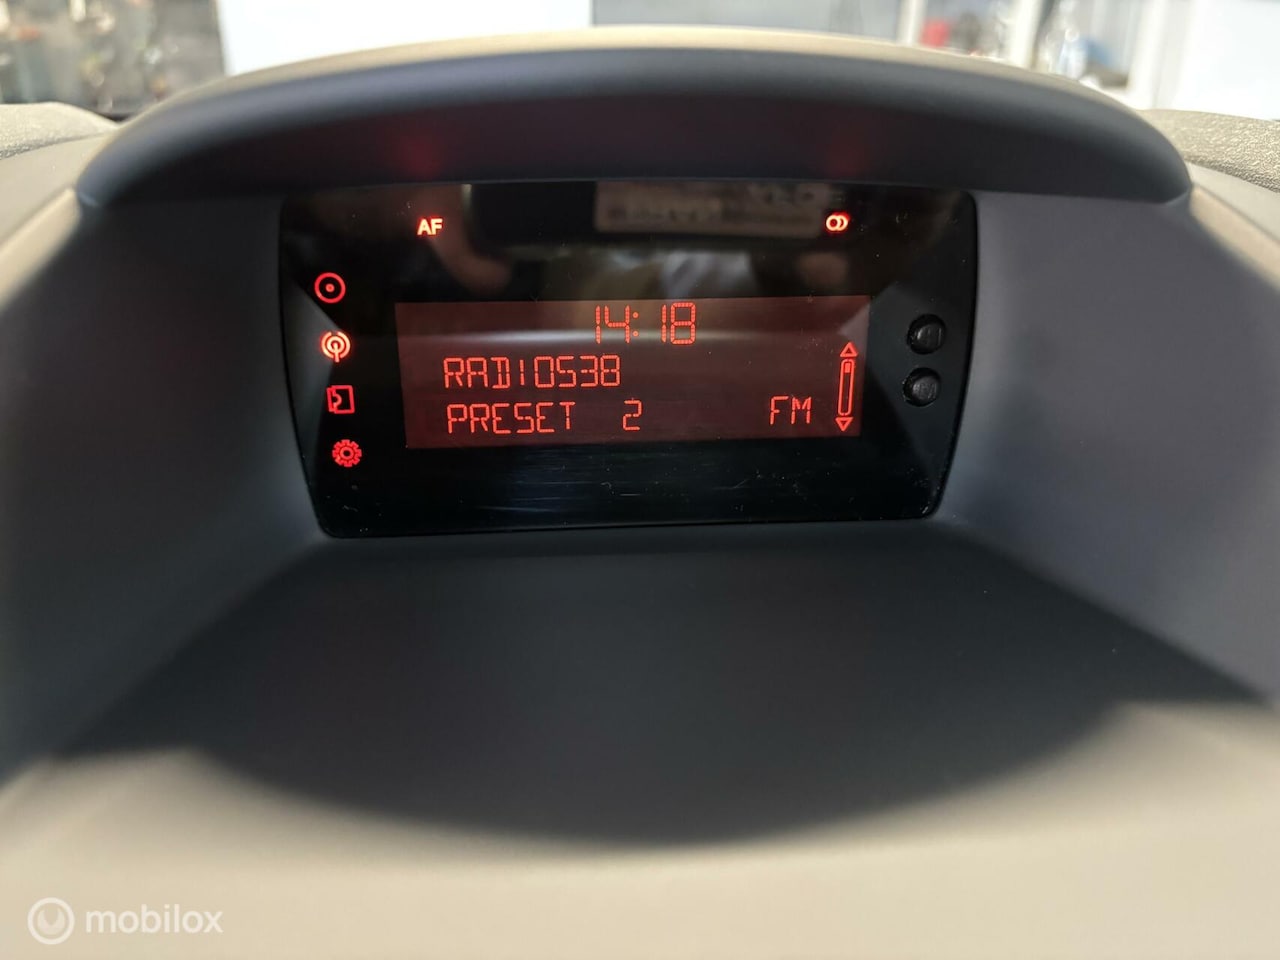 AF
14:18
RADIO538
PRESET 2 FM
H
M
mobilox